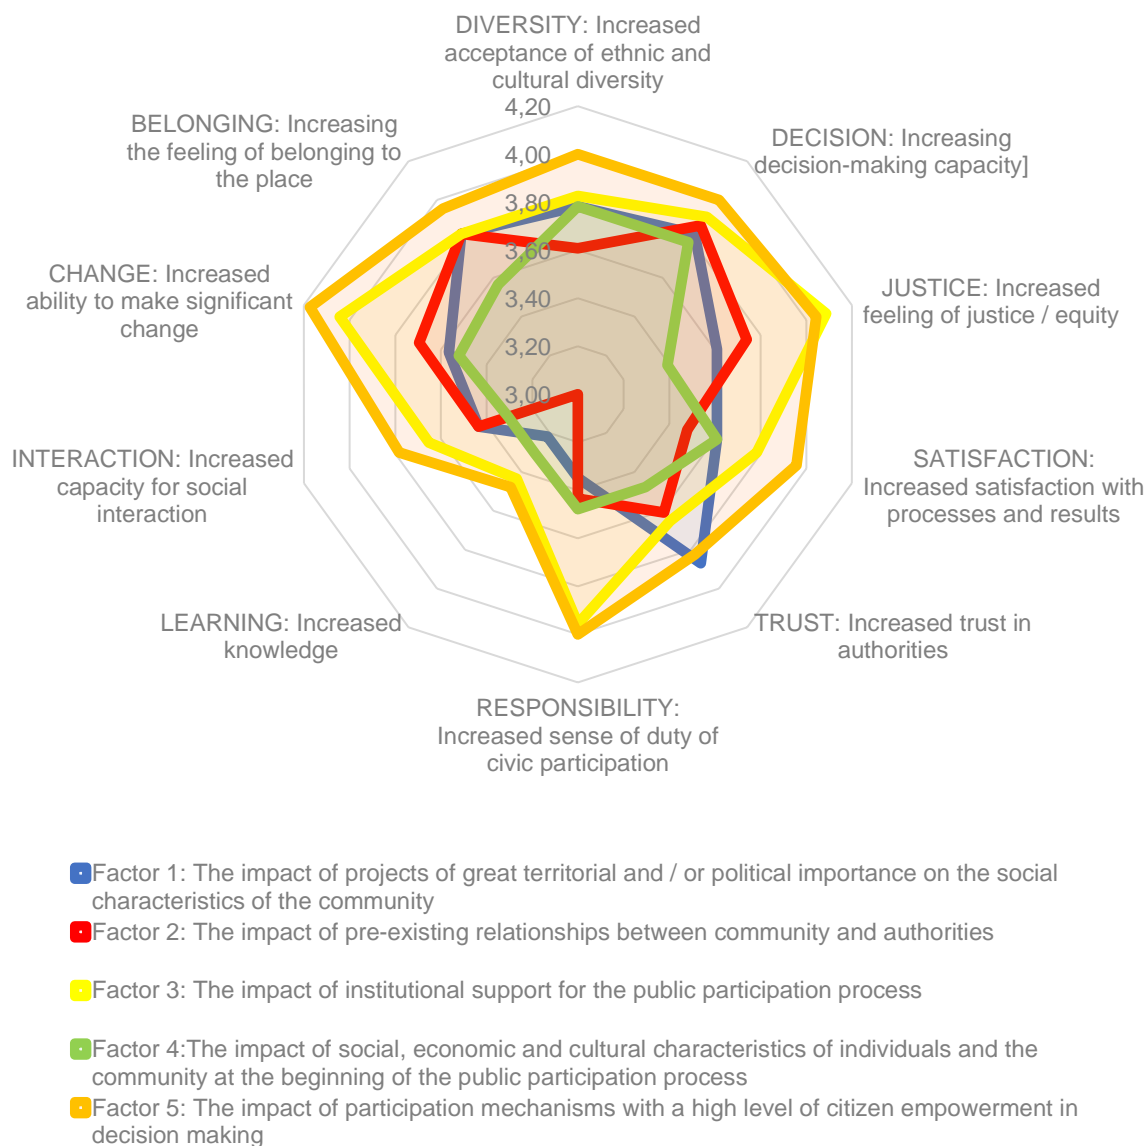 DIVERSITY: Increased
acceptance of ethnic and
cultural diversity
4,20
4,00
3,80
3,60
3,40
3,20
3,00
DECISION: Increasing
decision-making capacity]
JUSTICE: Increased
feeling of justice / equity
SATISFACTION:
Increased satisfaction with
processes and results
TRUST: Increased trust in
authorities
RESPONSIBILITY:
Increased sense of duty of
civic participation
LEARNING: Increased
knowledge
INTERACTION: Increased
capacity for social
interaction
CHANGE: Increased
ability to make significant
change
BELONGING: Increasing
the feeling of belonging to
the place
Factor 1: The impact of projects of great territorial and / or political importance on the social
characteristics of the community
Factor 2: The impact of pre-existing relationships between community and authorities
Factor 3: The impact of institutional support for the public participation process
Factor 4:The impact of social, economic and cultural characteristics of individuals and the
community at the beginning of the public participation process
Factor 5: The impact of participation mechanisms with a high level of citizen empowerment in
decision making